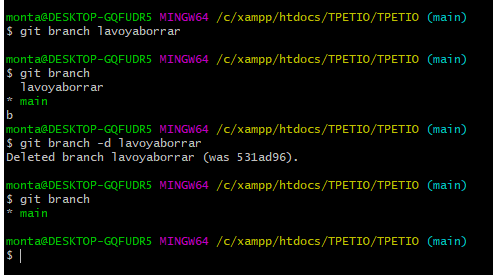 monta@DESKTOP-GQFUDR5 MINGW64 /c/xampp/htdocs/TPETIO/TPETIO (main)
$ git branch lavoyaborrar
monta@DESKTOP-GQFUDR5 MINGW64 /c/xampp/htdocs/TPETIO/TPETIO (main)
$ git branch
  lavoyaborrar
* main
b
monta@DESKTOP-GQFUDR5 MINGW64 /c/xampp/htdocs/TPETIO/TPETIO (main)
$ git branch -d lavoyaborrar
Deleted branch lavoyaborrar (was 531ad96).
monta@DESKTOP-GQFUDR5 MINGW64 /c/xampp/htdocs/TPETIO/TPETIO (main)
$ git branch
* main
monta@DESKTOP-GQFUDR5 MINGW64 /c/xampp/htdocs/TPETIO/TPETIO (main)
$